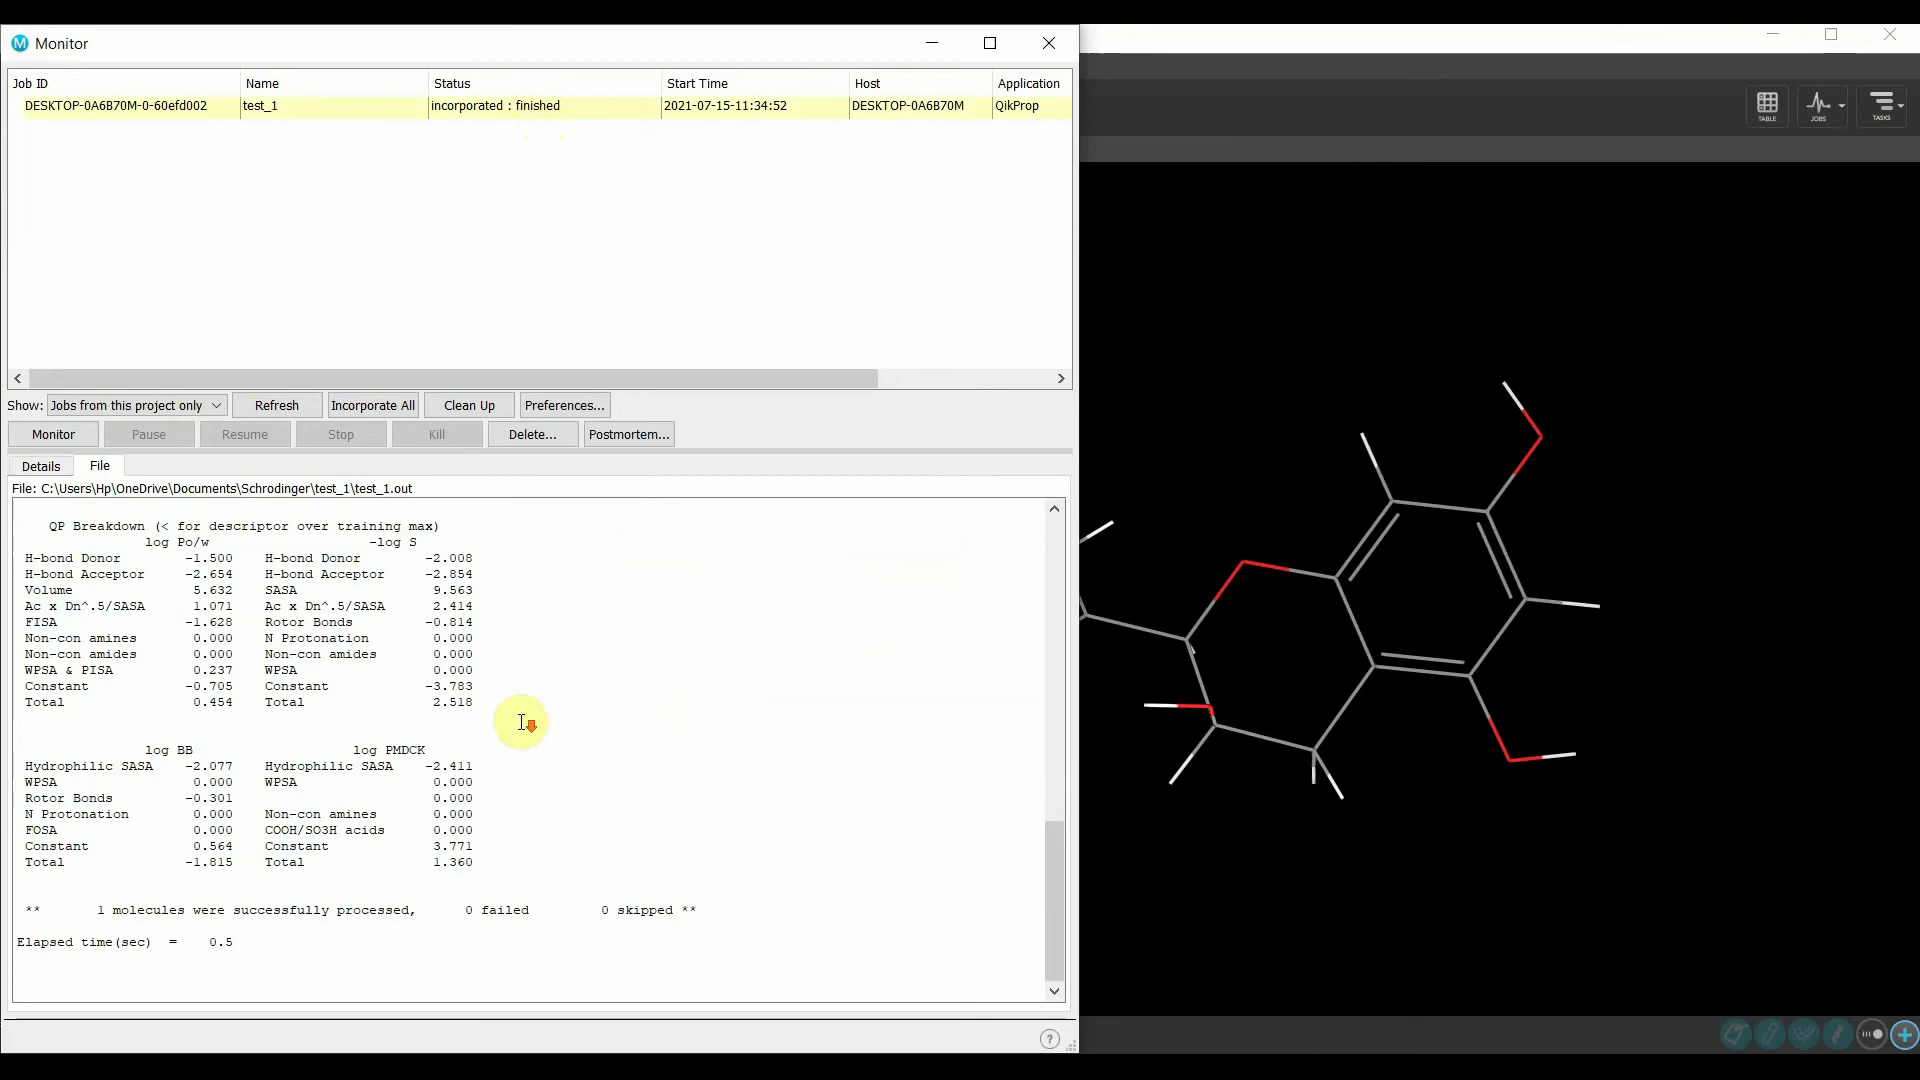 Monitor
Job ID Name Status Start Time Host Application
DESKTOP-0A6B70M-0-60efd002 test_1 incorporated : finished 2021-07-15-11:34:52 DESKTOP-0A6B70M QikProp
TABLE JOBS TASKS
Show: Jobs from this project only Refresh Incorporate All Clean Up Preferences...
Monitor Pause Resume Stop Kill Delete... Postmortem...
Details File
File: C:\Users\Hp\OneDrive\Documents\Schrodinger\test_1\test_1.out
QP Breakdown (< for descriptor over training max)
log Po/w -log S
H-bond Donor -1.500 H-bond Donor -2.008
H-bond Acceptor -2.654 H-bond Acceptor -2.854
Volume 5.632 SASA 9.563
Ac x Dn^.5/SASA 1.071 Ac x Dn^.5/SASA 2.414
FISA -1.628 Rotor Bonds -0.814
Non-con amines 0.000 N Protonation 0.000
Non-con amides 0.000 Non-con amides 0.000
WPSA & PISA 0.237 WPSA 0.000
Constant -0.705 Constant -3.783
Total 0.454 Total 2.518
log BB log PMDCK
Hydrophilic SASA -2.077 Hydrophilic SASA -2.411
WPSA 0.000 WPSA 0.000
Rotor Bonds -0.301 0.000
N Protonation 0.000 Non-con amines 0.000
FOSA 0.000 COOH/SO3H acids 0.000
Constant 0.564 Constant 3.771
Total -1.815 Total 1.360
** 1 molecules were successfully processed, 0 failed 0 skipped **
Elapsed time(sec) = 0.5